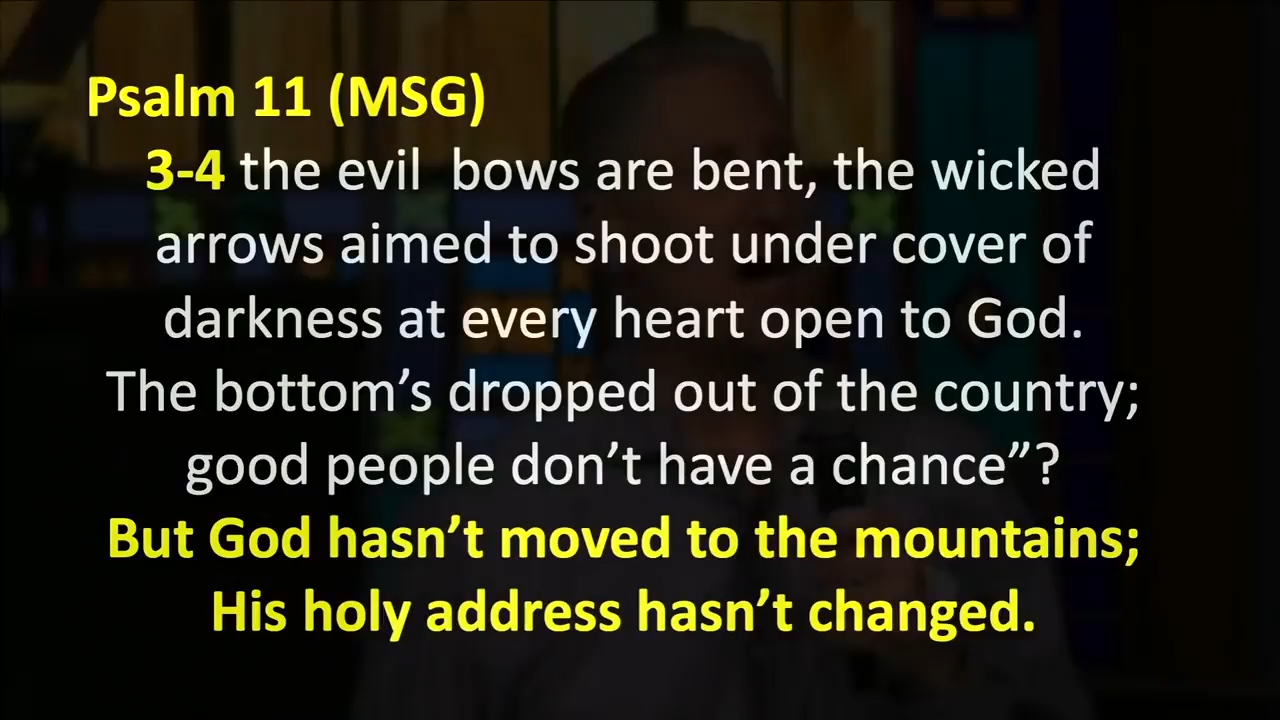 Psalm 11 (MSG)
3-4 the evil  bows are bent, the wicked
arrows aimed to shoot under cover of
darkness at every heart open to God.
The bottom’s dropped out of the country;
good people don’t have a chance”?
But God hasn’t moved to the mountains;
His holy address hasn’t changed.